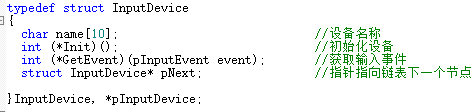 typedef struct InputDevice
{
char name[10]; //设备名称
int (*Init)(); //初始化设备
int (*GetEvent)(pInputEvent event); //获取输入事件
struct InputDevice* pNext; //指针指向链表下一个节点
}InputDevice, *pInputDevice;